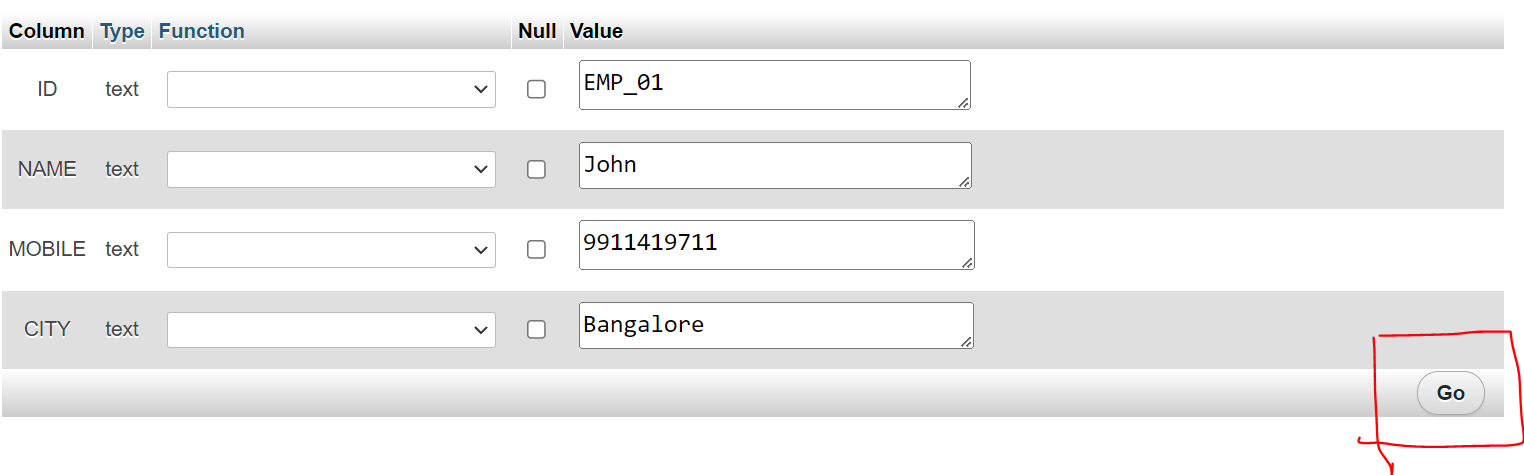 Column Type Function Null Value
ID text EMP_01
NAME text John
MOBILE text 9911419711
CITY text Bangalore
Go